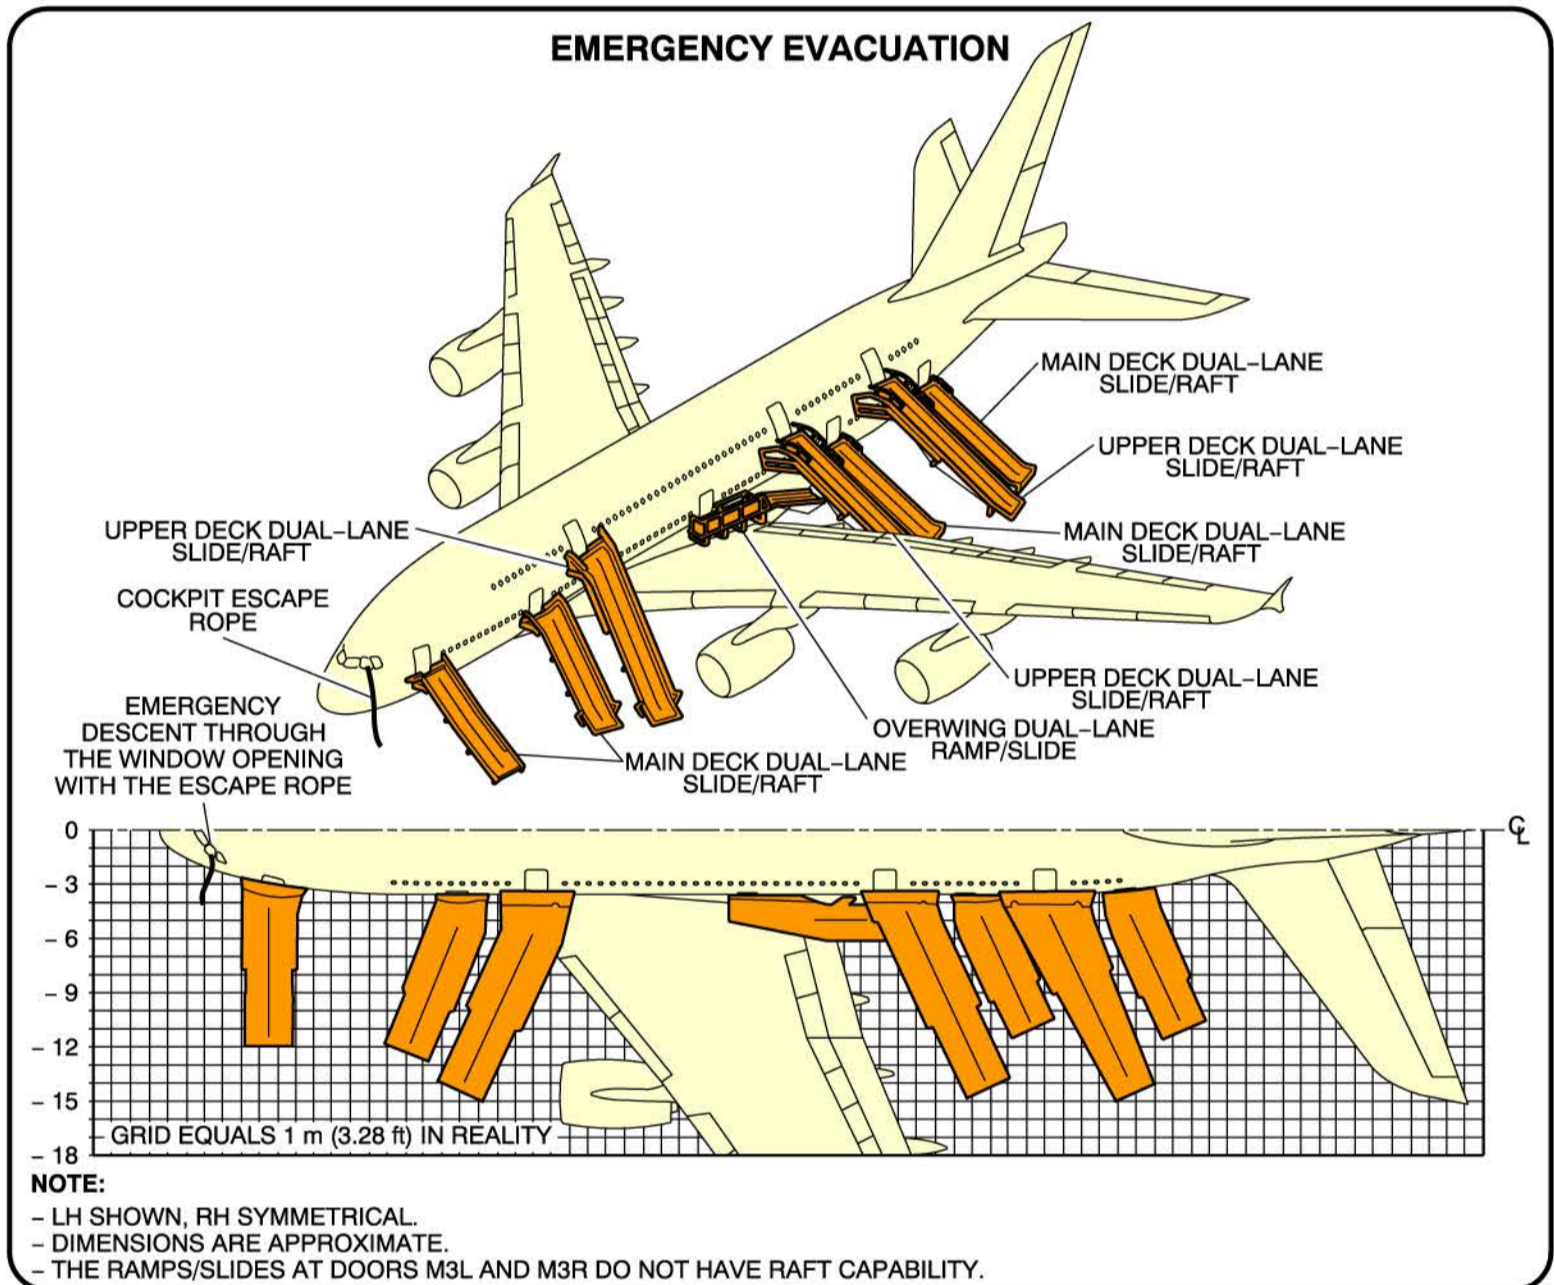 EMERGENCY EVACUATION
MAIN DECK DUAL–LANE
SLIDE/RAFT
UPPER DECK DUAL–LANE
SLIDE/RAFT
UPPER DECK DUAL–LANE
SLIDE/RAFT
MAIN DECK DUAL–LANE
SLIDE/RAFT
COCKPIT ESCAPE
ROPE
UPPER DECK DUAL–LANE
SLIDE/RAFT
EMERGENCY
DESCENT THROUGH
THE WINDOW OPENING
WITH THE ESCAPE ROPE
OVERWING DUAL–LANE
RAMP/SLIDE
MAIN DECK DUAL–LANE
SLIDE/RAFT
0
℄
– 3
– 6
– 9
– 12
– 15
GRID EQUALS 1 m (3.28 ft) IN REALITY
– 18
NOTE:
– LH SHOWN, RH SYMMETRICAL.
– DIMENSIONS ARE APPROXIMATE.
– THE RAMPS/SLIDES AT DOORS M3L AND M3R DO NOT HAVE RAFT CAPABILITY.